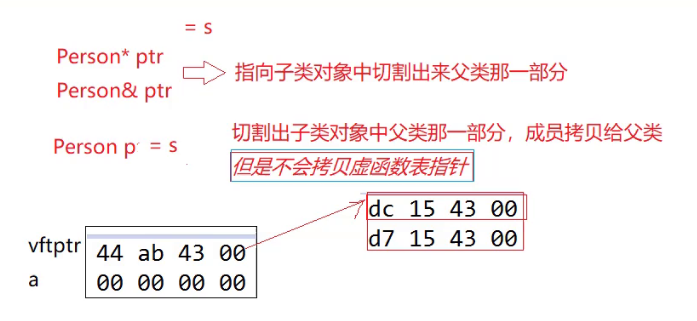 = s
Person* ptr
Person& ptr
指向子类对象中切割出来父类那一部分
Person p = s
切割出子类对象中父类那一部分，成员拷贝给父类
但是不会拷贝虚函数表指针
dc 15 43 00
d7 15 43 00
vftptr
44 ab 43 00
a
00 00 00 00